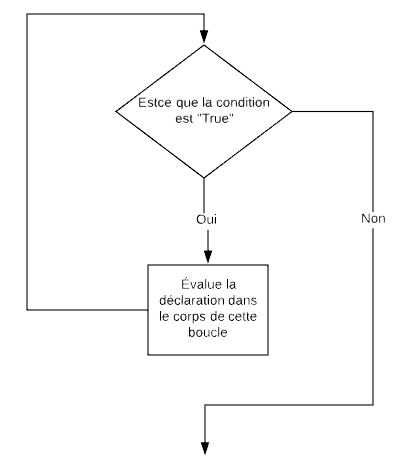 Estce que la condition
est "True"
Oui
Non
Évalue la
déclaration dans
le corps de cette
boucle